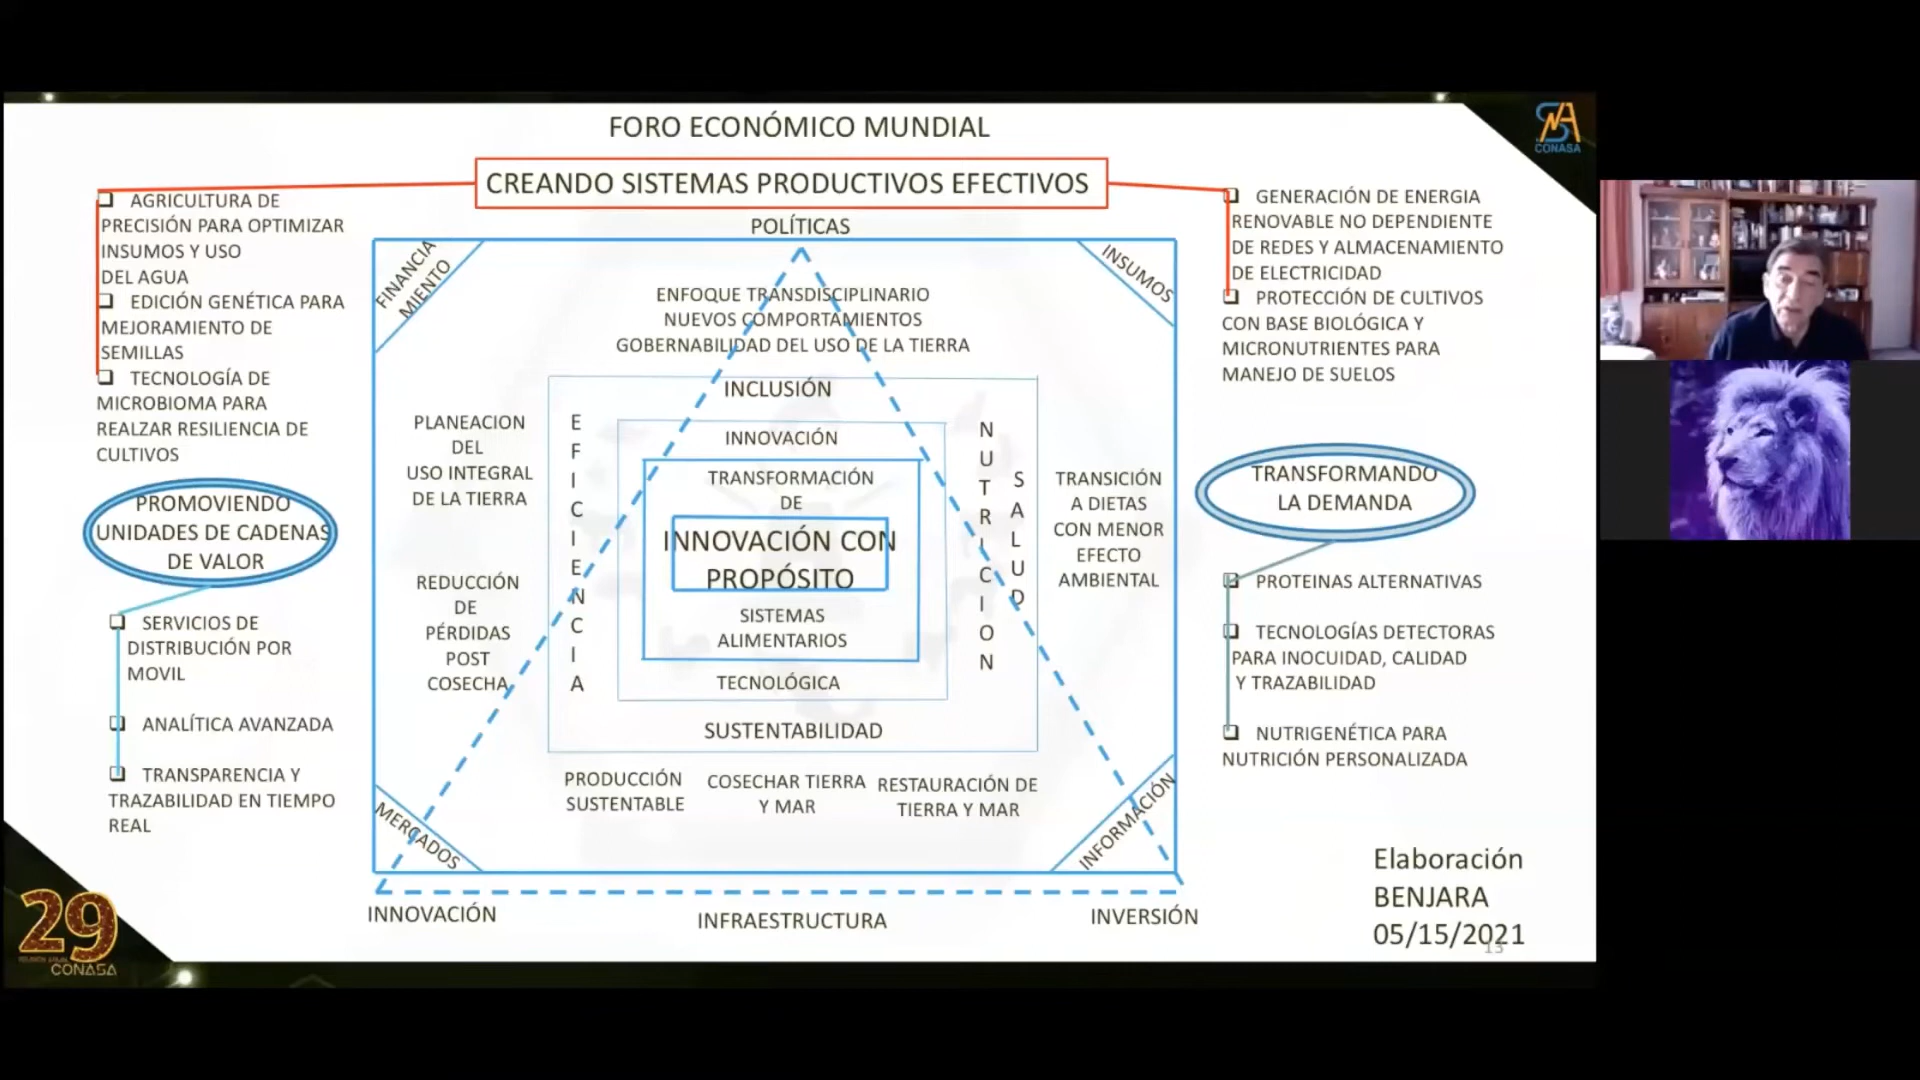 FORO ECONÓMICO MUNDIAL
CREANDO SISTEMAS PRODUCTIVOS EFECTIVOS
CONASA
❑ AGRICULTURA DE
PRECISIÓN PARA OPTIMIZAR
INSUMOS Y USO
DEL AGUA
❑ EDICIÓN GENÉTICA PARA
MEJORAMIENTO DE
SEMILLAS
❑ TECNOLOGÍA DE
MICROBIOMA PARA
REALZAR RESILIENCIA DE
CULTIVOS
PROMOVIENDO
UNIDADES DE CADENAS
DE VALOR
❑ SERVICIOS DE
DISTRIBUCIÓN POR
MOVIL
❑ ANALÍTICA AVANZADA
❑ TRANSPARENCIA Y
TRAZABILIDAD EN TIEMPO
REAL
POLÍTICAS
FINANCIA
MIENTO
INSUMOS
ENFOQUE TRANSDISCIPLINARIO
NUEVOS COMPORTAMIENTOS
GOBERNABILIDAD DEL USO DE LA TIERRA
PLANEACION
DEL
USO INTEGRAL
DE LA TIERRA
REDUCCIÓN
DE
PÉRDIDAS
POST
COSECHA
EFICIENCIA
INCLUSIÓN
INNOVACIÓN
TRANSFORMACIÓN
DE
INNOVACIÓN CON
PROPÓSITO
SISTEMAS
ALIMENTARIOS
TECNOLÓGICA
SUSTENTABILIDAD
NUTRICION
SALUD
TRANSICIÓN
A DIETAS
CON MENOR
EFECTO
AMBIENTAL
PRODUCCIÓN
SUSTENTABLE
COSECHAR TIERRA
Y MAR
RESTAURACIÓN DE
TIERRA Y MAR
MERCADOS
INFORMACIÓN
INNOVACIÓN
INFRAESTRUCTURA
INVERSIÓN
❑ GENERACIÓN DE ENERGIA
RENOVABLE NO DEPENDIENTE
DE REDES Y ALMACENAMIENTO
DE ELECTRICIDAD
❑ PROTECCIÓN DE CULTIVOS
CON BASE BIOLÓGICA Y
MICRONUTRIENTES PARA
MANEJO DE SUELOS
TRANSFORMANDO
LA DEMANDA
❑ PROTEINAS ALTERNATIVAS
❑ TECNOLOGÍAS DETECTORAS
PARA INOCUIDAD, CALIDAD
Y TRAZABILIDAD
❑ NUTRIGENÉTICA PARA
NUTRICIÓN PERSONALIZADA
Elaboración
BENJARA
05/15/2021
13
29
CONASA